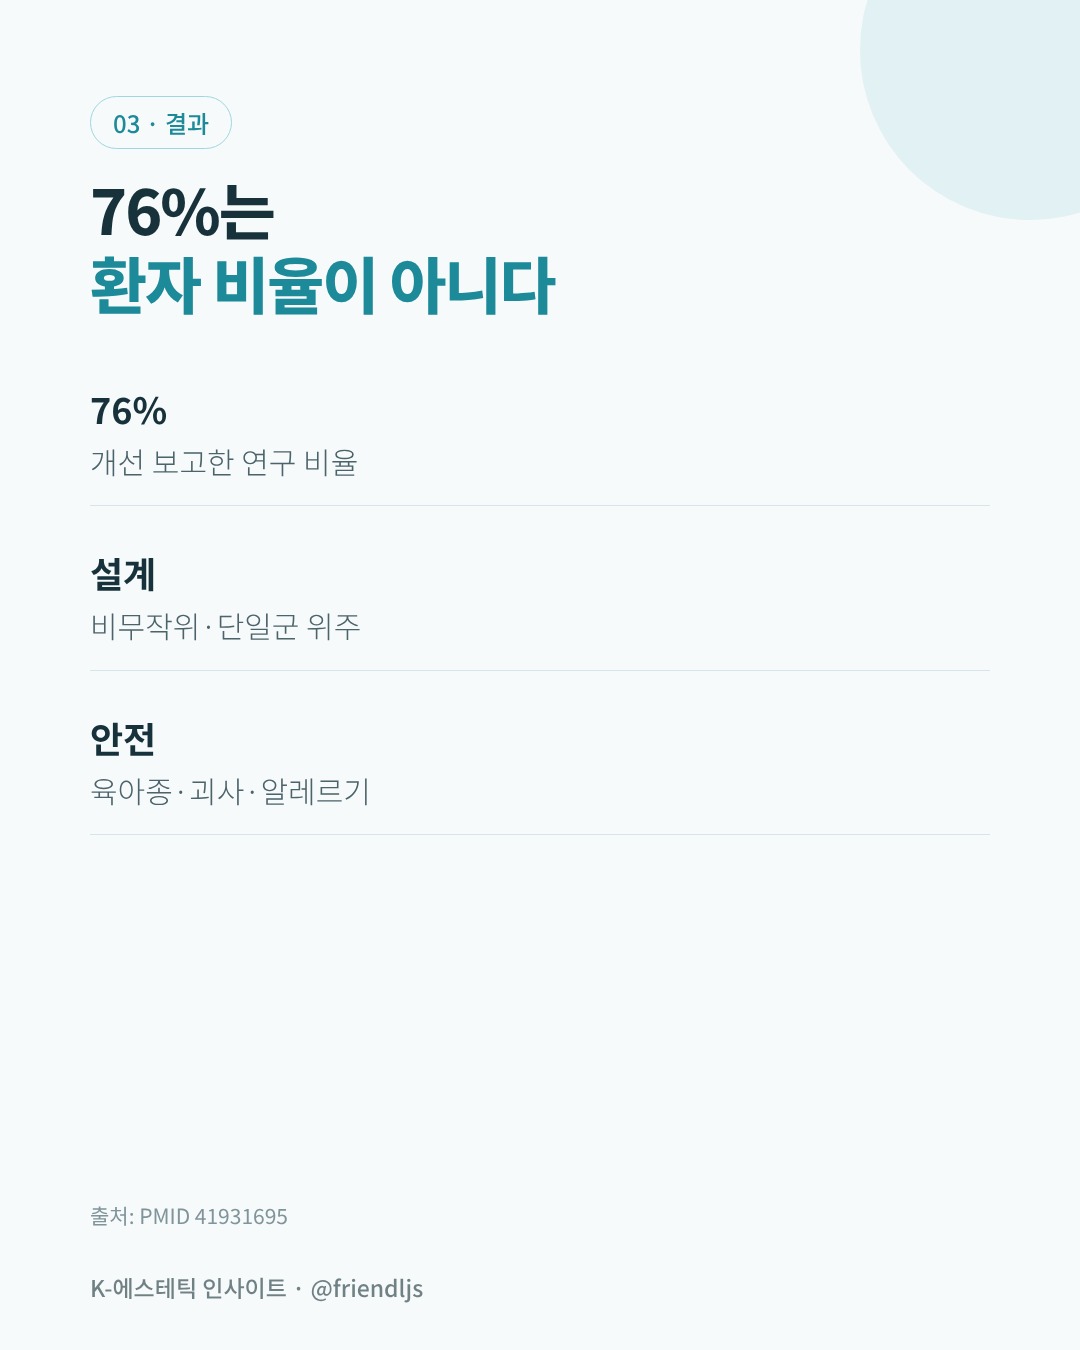 03 · 결과
76%는
환자 비율이 아니다
76%
개선 보고한 연구 비율
설계
비무작위·단일군 위주
안전
육아종·괴사·알레르기
출처: PMID 41931695
K-에스테틱 인사이트 · @friendljs